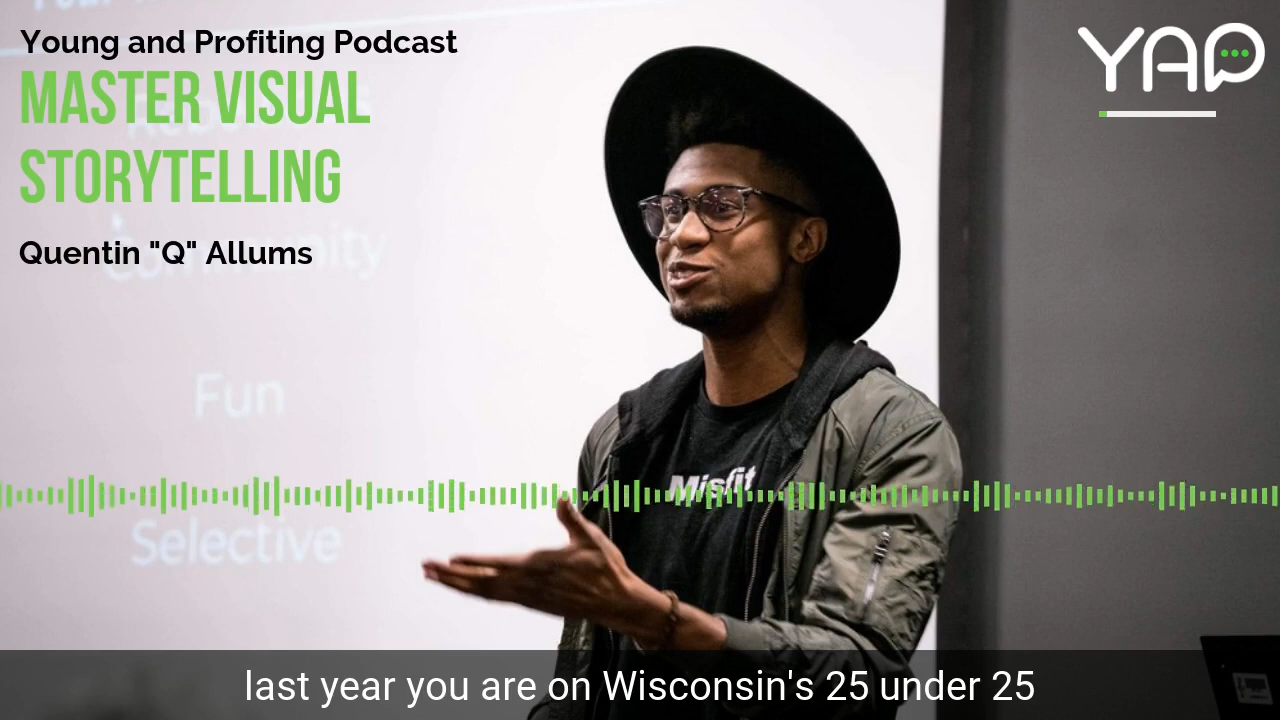 Young and Profiting Podcast
YAP
MASTER VISUAL
STORYTELLING
Quentin "Q" Allums
Fun
Misfit
Selective
last year you are on Wisconsin's 25 under 25